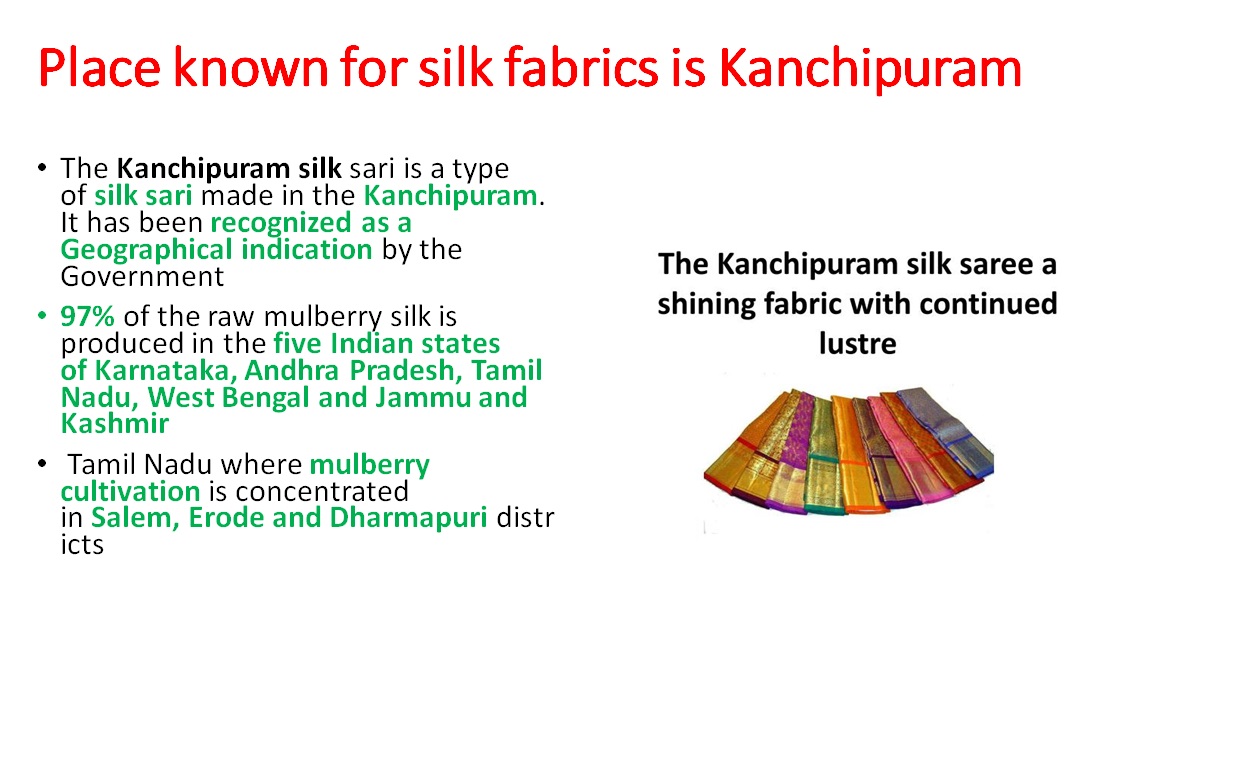 Place known for silk fabrics is Kanchipuram
• The Kanchipuram silk sari is a type
of silk sari made in the Kanchipuram.
It has been recognized as a
Geographical indication by the
Government
• 97% of the raw mulberry silk is
produced in the five Indian states
of Karnataka, Andhra Pradesh, Tamil
Nadu, West Bengal and Jammu and
Kashmir
• Tamil Nadu where mulberry
cultivation is concentrated
in Salem, Erode and Dharmapuri distr
icts
The Kanchipuram silk saree a
shining fabric with continued
lustre